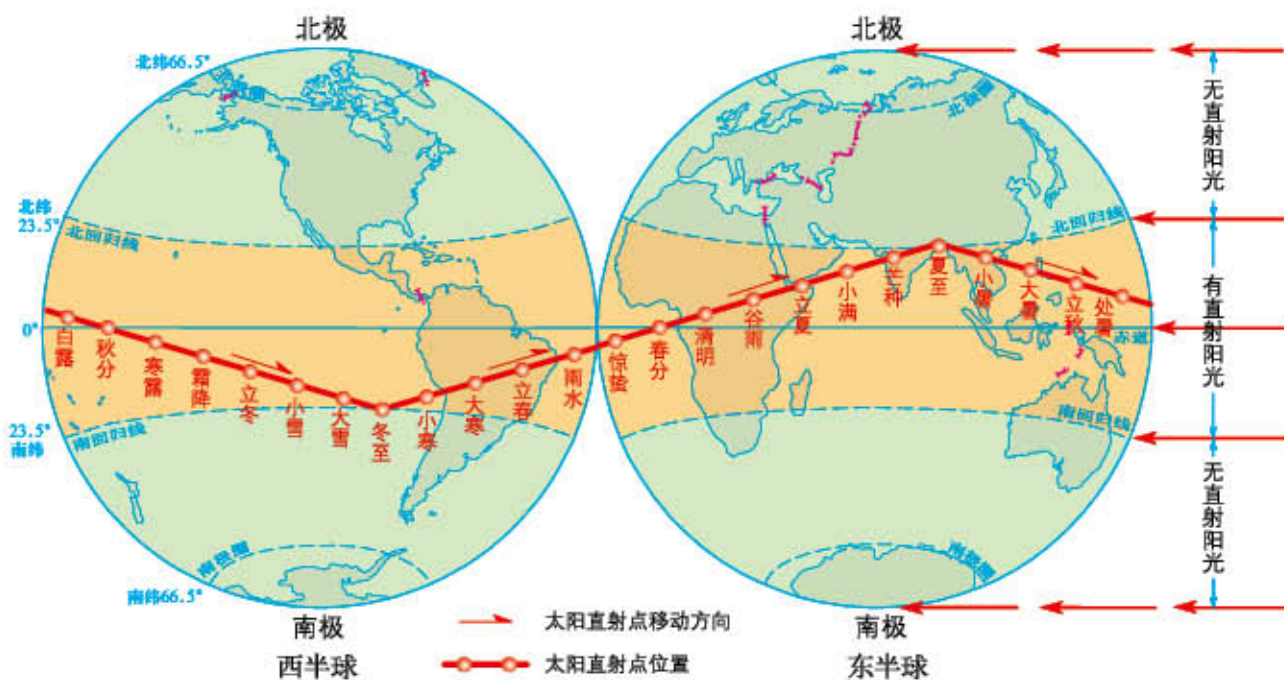 北极
北极
北纬66.5°
北极圈
无直射阳光
北纬
23.5°
北回归线
北回归线
有直射阳光
0°
赤道
白露
秋分
寒露
霜降
立冬
小雪
大雪
冬至
小寒
大寒
立春
雨水
惊蛰
春分
清明
谷雨
立夏
小满
芒种
夏至
小暑
大暑
立秋
处暑
23.5°
南纬
南回归线
南回归线
无直射阳光
南极圈
南极圈
南纬66.5°
南极
南极
西半球
东半球
太阳直射点移动方向
太阳直射点位置